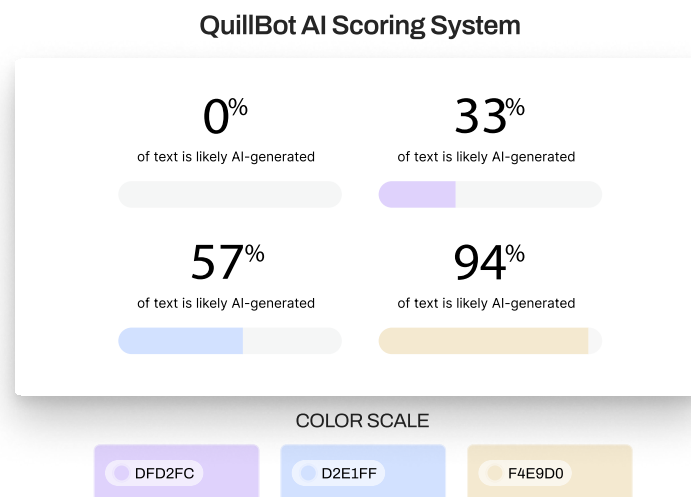 QuillBot AI Scoring System
0%
of text is likely AI-generated
33%
of text is likely AI-generated
57%
of text is likely AI-generated
94%
of text is likely AI-generated
COLOR SCALE
DFD2FC
D2E1FF
F4E9D0